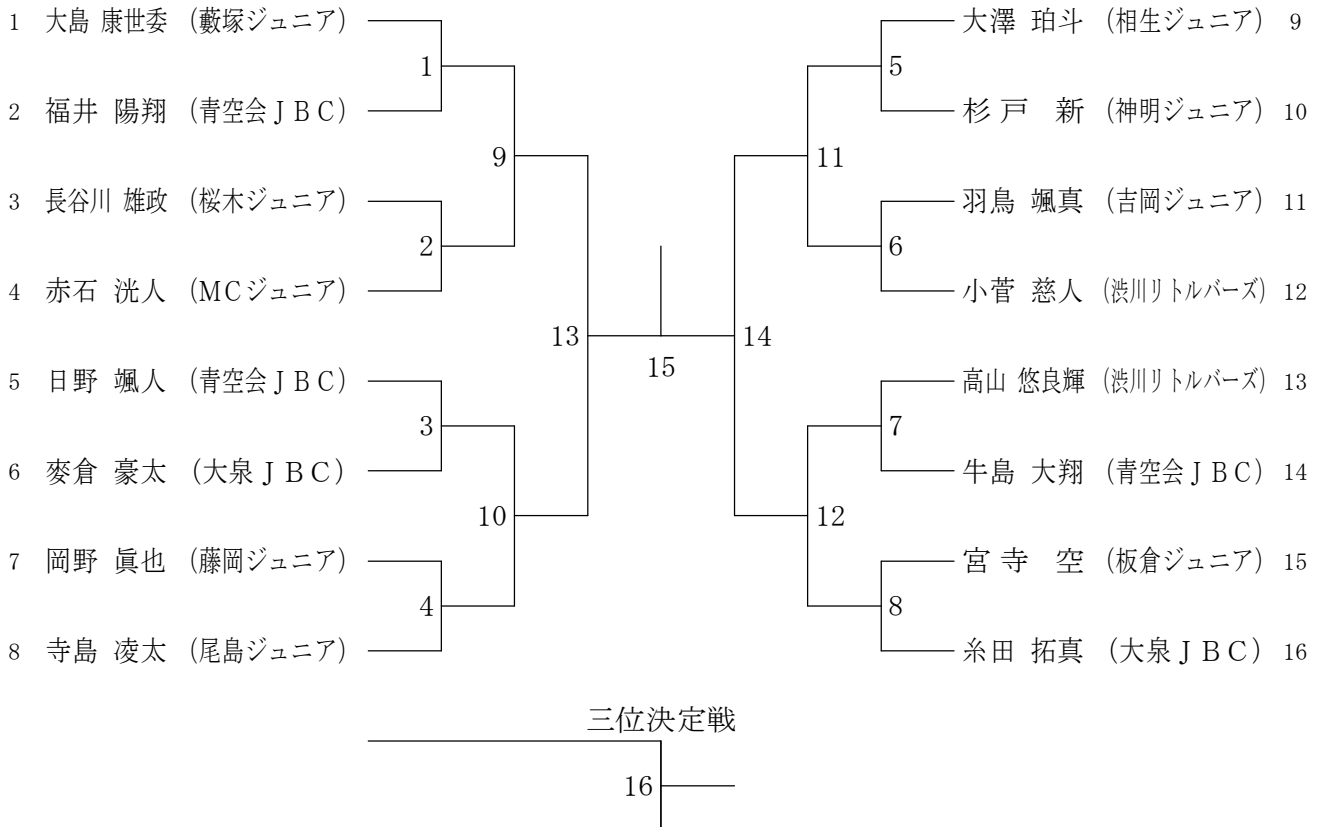 1 大島 康世委 (藪塚ジュニア)
1
2 福井 陽翔 (青空会ＪＢＣ)
9
3 長谷川 雄政 (桜木ジュニア)
2
4 赤石 洸人 (MCジュニア)
13
5 日野 颯人 (青空会ＪＢＣ)
3
6 麥倉 豪太 (大泉ＪＢＣ)
10
7 岡野 眞也 (藤岡ジュニア)
4
8 寺島 凌太 (尾島ジュニア)
15
大澤 珀斗 (相生ジュニア) 9
5
杉戸 新 (神明ジュニア) 10
11
羽鳥 颯真 (吉岡ジュニア) 11
6
小菅 慈人 (渋川リトルバーズ) 12
14
高山 悠良輝 (渋川リトルバーズ) 13
7
牛島 大翔 (青空会ＪＢＣ) 14
12
宮寺 空 (板倉ジュニア) 15
8
糸田 拓真 (大泉ＪＢＣ) 16
三位決定戦
16